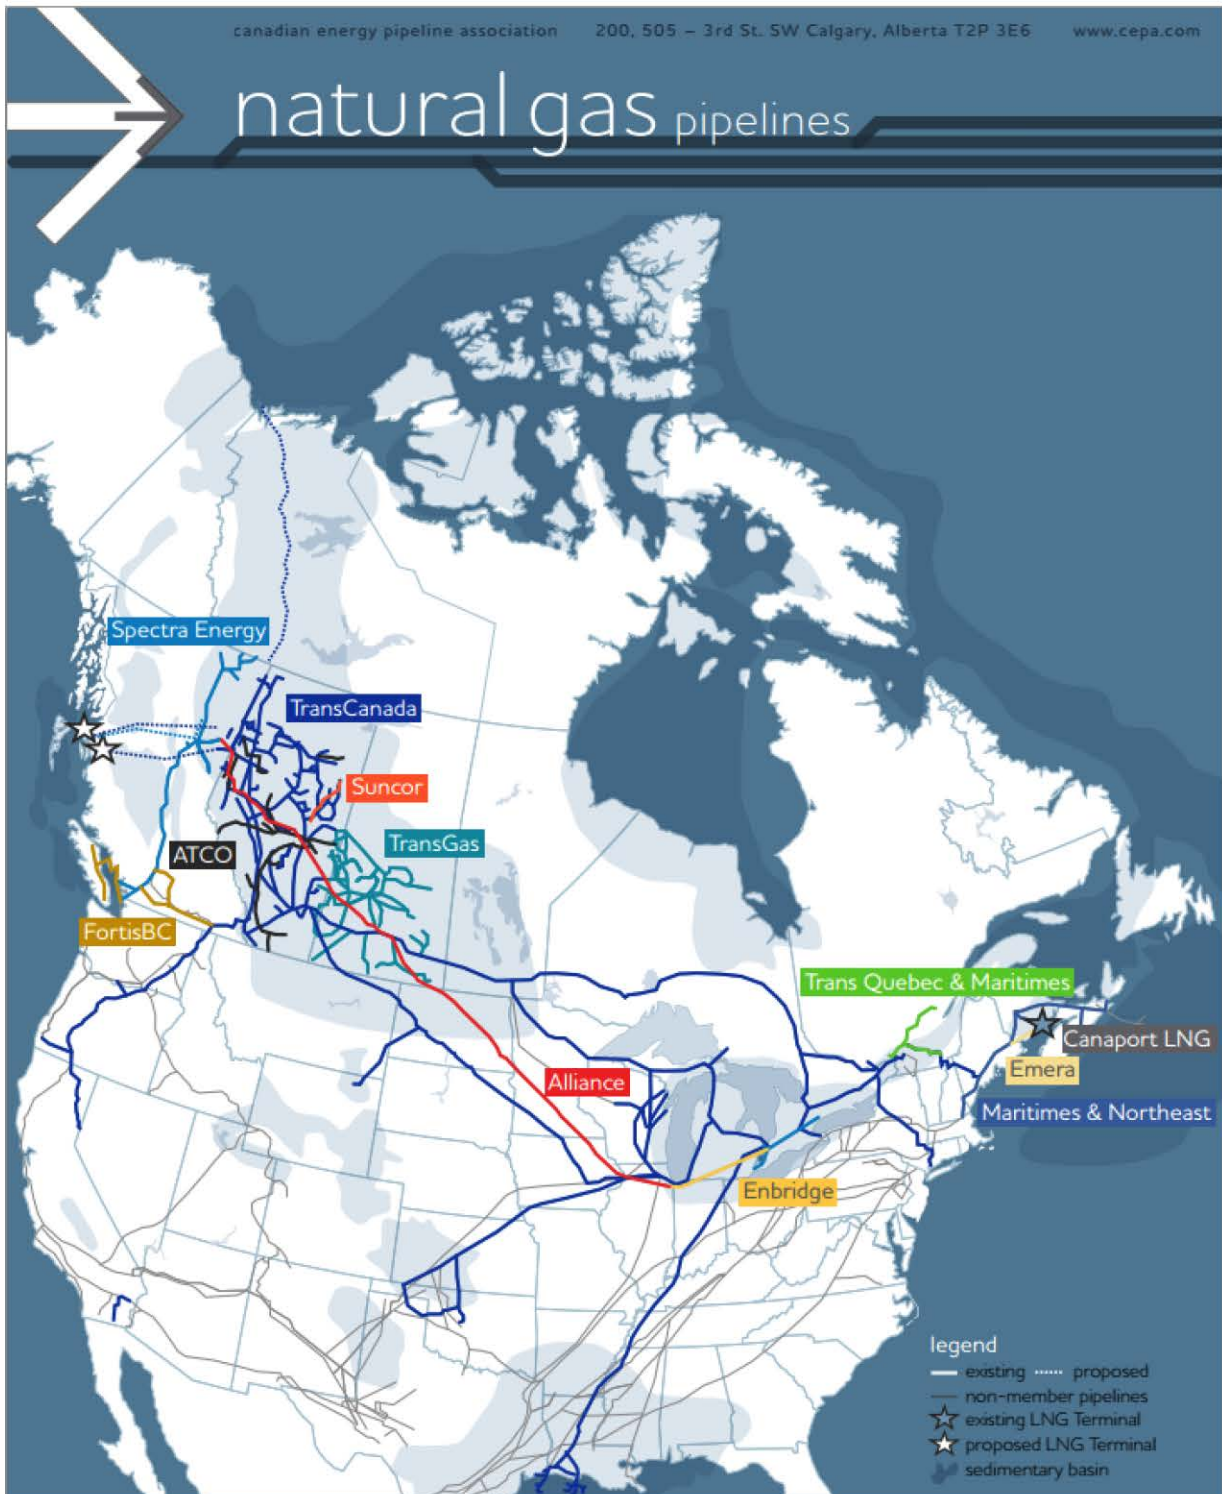 canadian energy pipeline association 200, 505 – 3rd St. SW Calgary, Alberta T2P 3E6 www.cepa.com
natural gas pipelines
Spectra Energy
TransCanada
Suncor
TransGas
ATCO
FortisBC
Trans Quebec & Maritimes
Canaport LNG
Emera
Alliance
Maritimes & Northeast
Enbridge
legend
existing proposed
non-member pipelines
existing LNG Terminal
proposed LNG Terminal
sedimentary basin